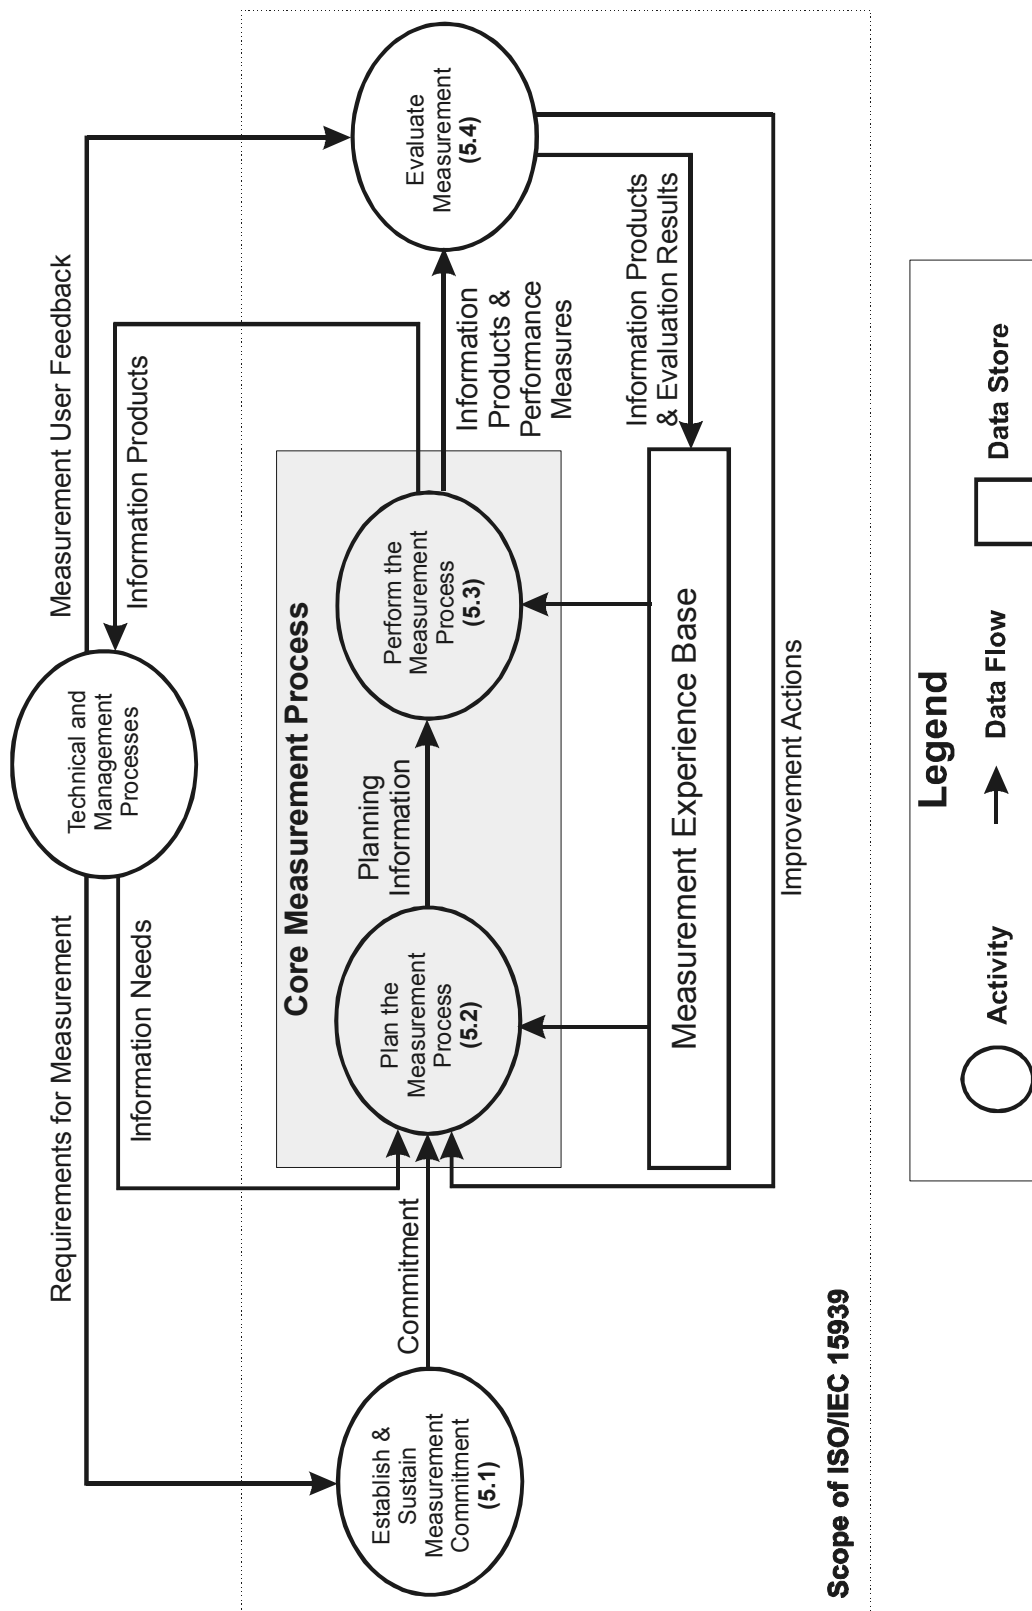 Technical and
Management
Processes
Requirements for Measurement
Measurement User Feedback
Information Needs
Information Products
Core Measurement Process
Establish &
Sustain
Measurement
Commitment
(5.1)
Commitment
Plan the
Measurement
Process
(5.2)
Planning
Information
Perform the
Measurement
Process
(5.3)
Information
Products &
Performance
Measures
Evaluate
Measurement
(5.4)
Information Products
& Evaluation Results
Measurement Experience Base
Improvement Actions
Scope of ISO/IEC 15939
Legend
Activity
Data Flow
Data Store